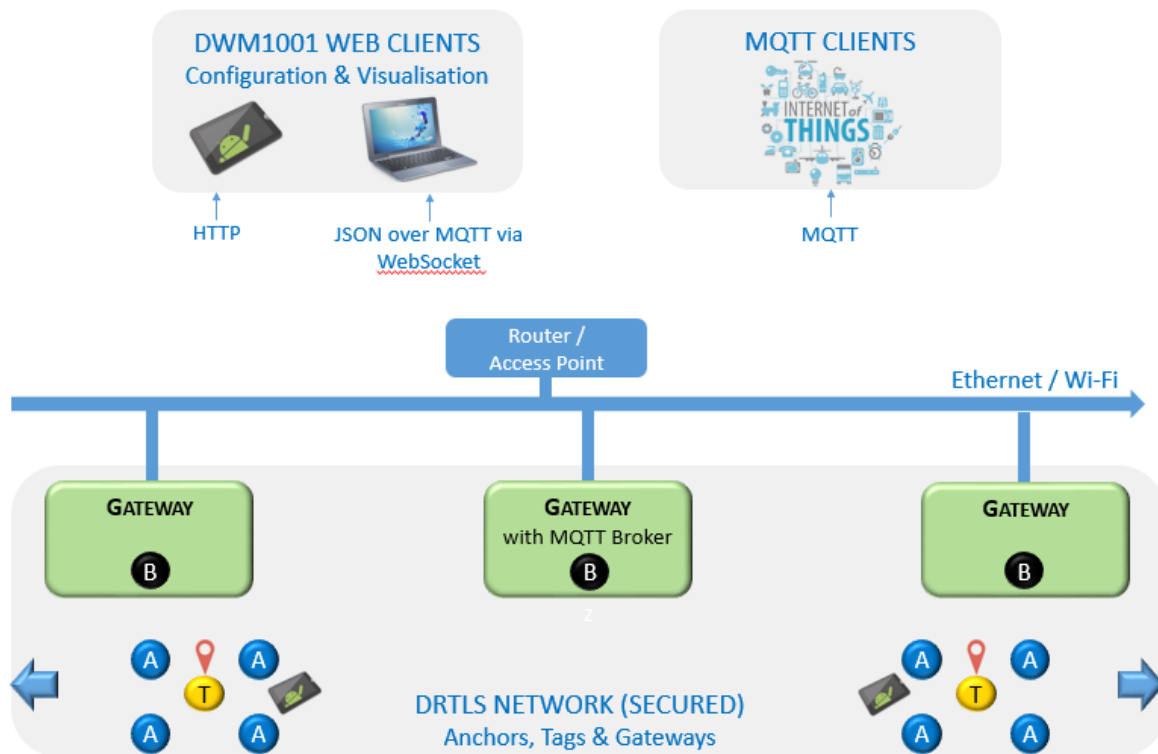 DWM1001 WEB CLIENTS
Configuration & Visualisation
MQTT CLIENTS
INTERNET of
THINGS
HTTP
JSON over MQTT via
WebSocket
MQTT
Router /
Access Point
Ethernet / Wi-Fi
GATEWAY
B
GATEWAY
with MQTT Broker
B
z
GATEWAY
B
A
A
T
A
A
A
A
T
A
A
DRTLS NETWORK (SECURED)
Anchors, Tags & Gateways